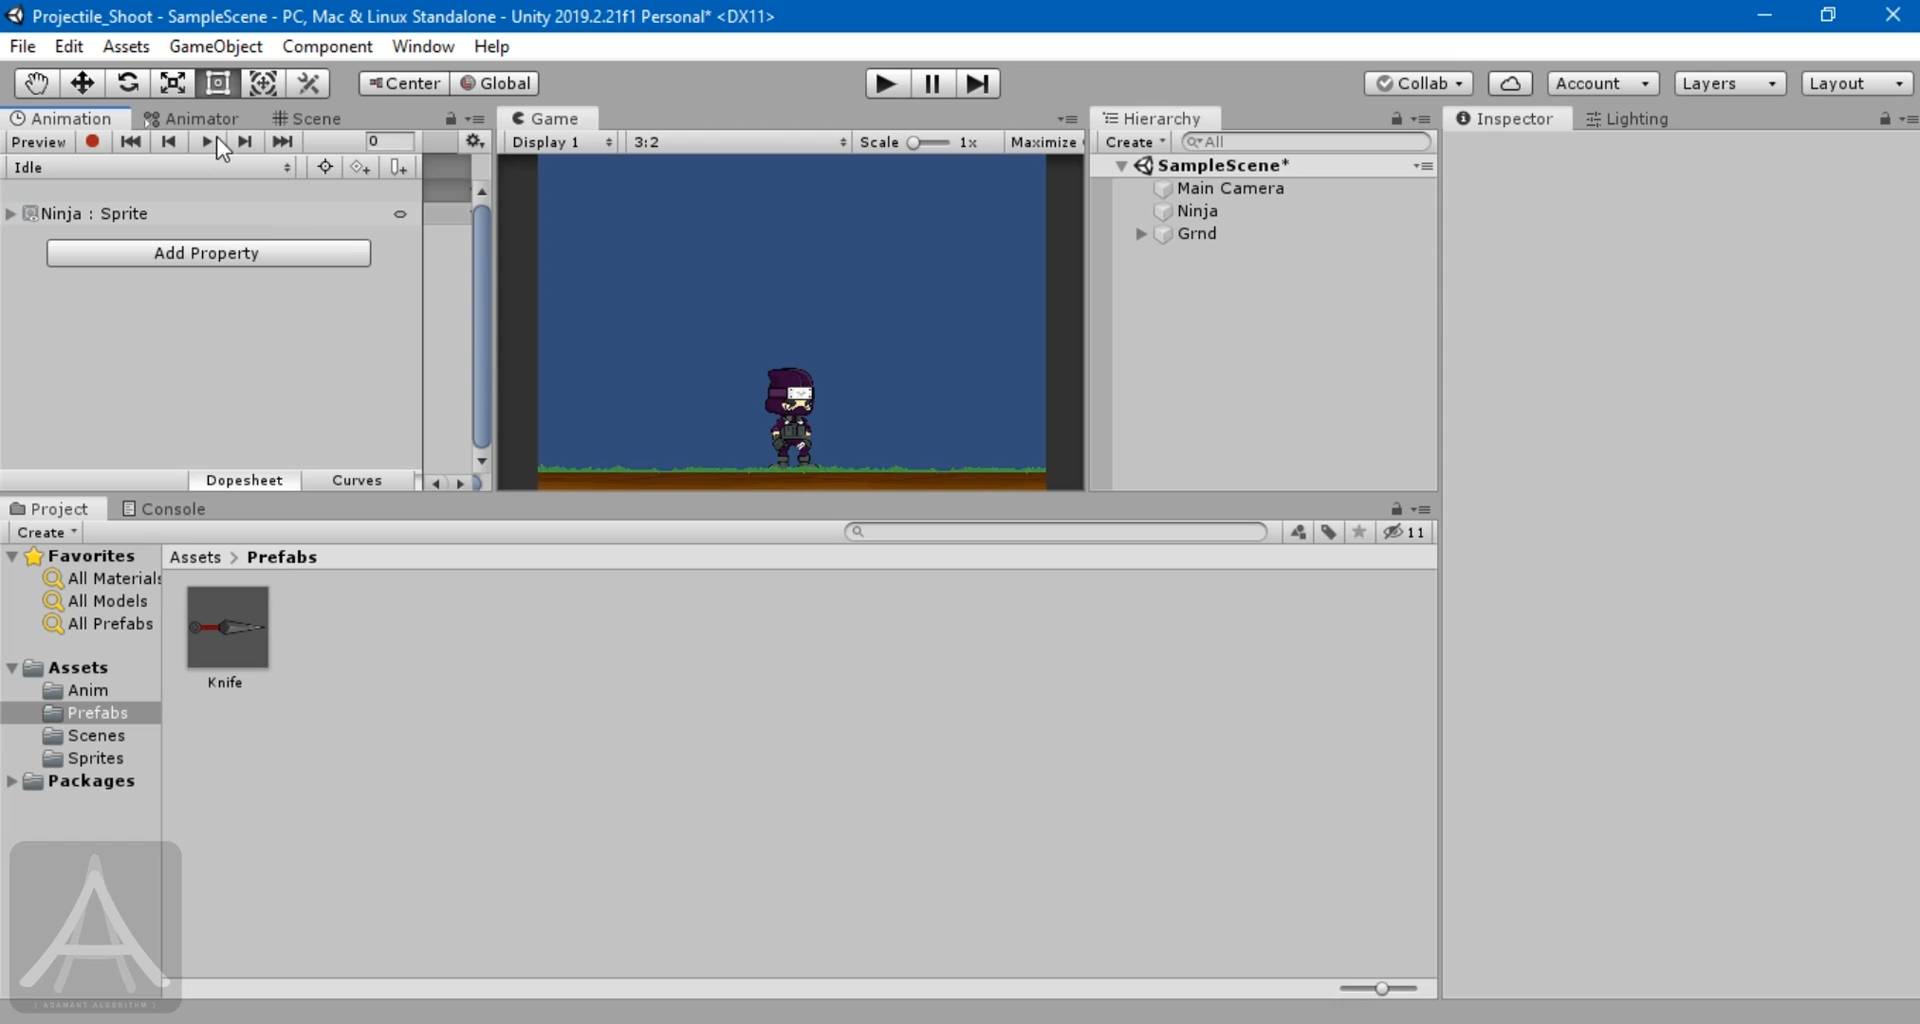 Projectile_Shoot - SampleScene - PC, Mac & Linux Standalone - Unity 2019.2.21f1 Personal* <DX11>
File Edit Assets GameObject Component Window Help
Center Global Collab Account Layers Layout
Animation Animator Scene Game Hierarchy Inspector Lighting
Preview 0 Display 1 3:2 Scale 1x Maximize Create All
Idle SampleScene*
Main Camera
Ninja : Sprite Ninja
Grnd
Add Property
Dopesheet Curves
Project Console
Create 11
Favorites Assets > Prefabs
All Materials
All Models
All Prefabs
Assets
Knife
Anim
Prefabs
Scenes
Sprites
Packages
A
( ADAMANT ALGORITHM )